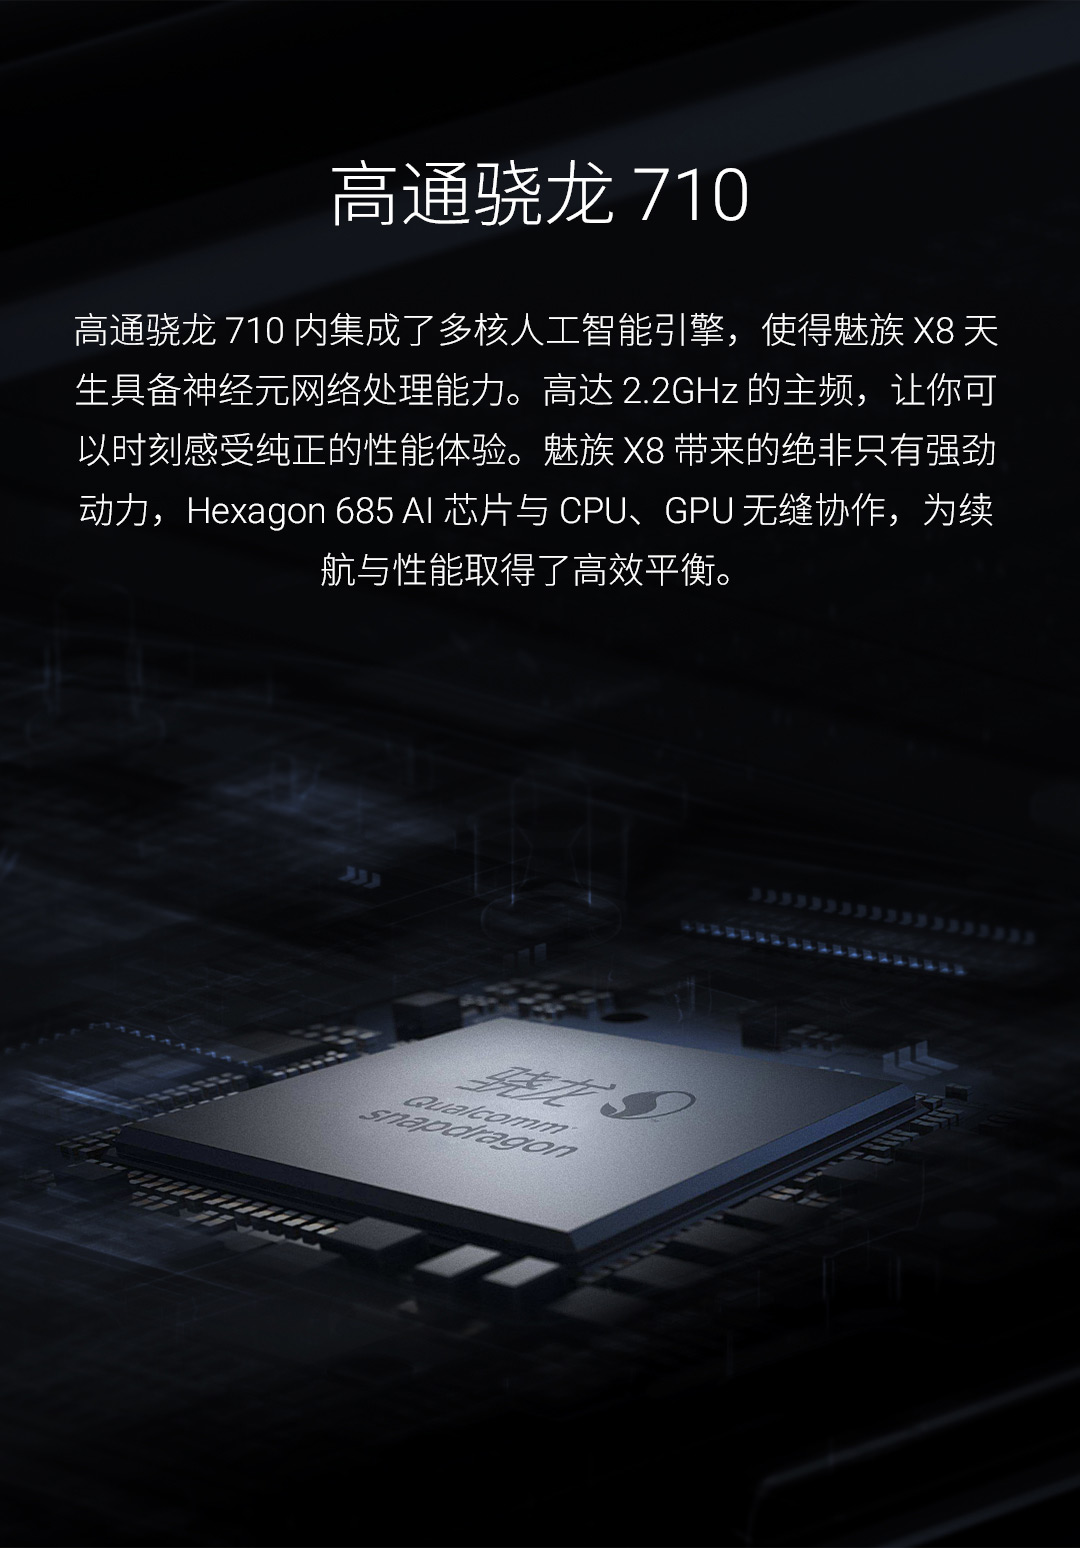 高通骁龙 710
高通骁龙 710 内集成了多核人工智能引擎，使得魅族 X8 天
生具备神经元网络处理能力。高达 2.2GHz 的主频，让你可
以时刻感受纯正的性能体验。魅族 X8 带来的绝非只有强劲
动力，Hexagon 685 AI 芯片与 CPU、GPU 无缝协作，为续
航与性能取得了高效平衡。
骁龙
Qualcomm
snapdragon